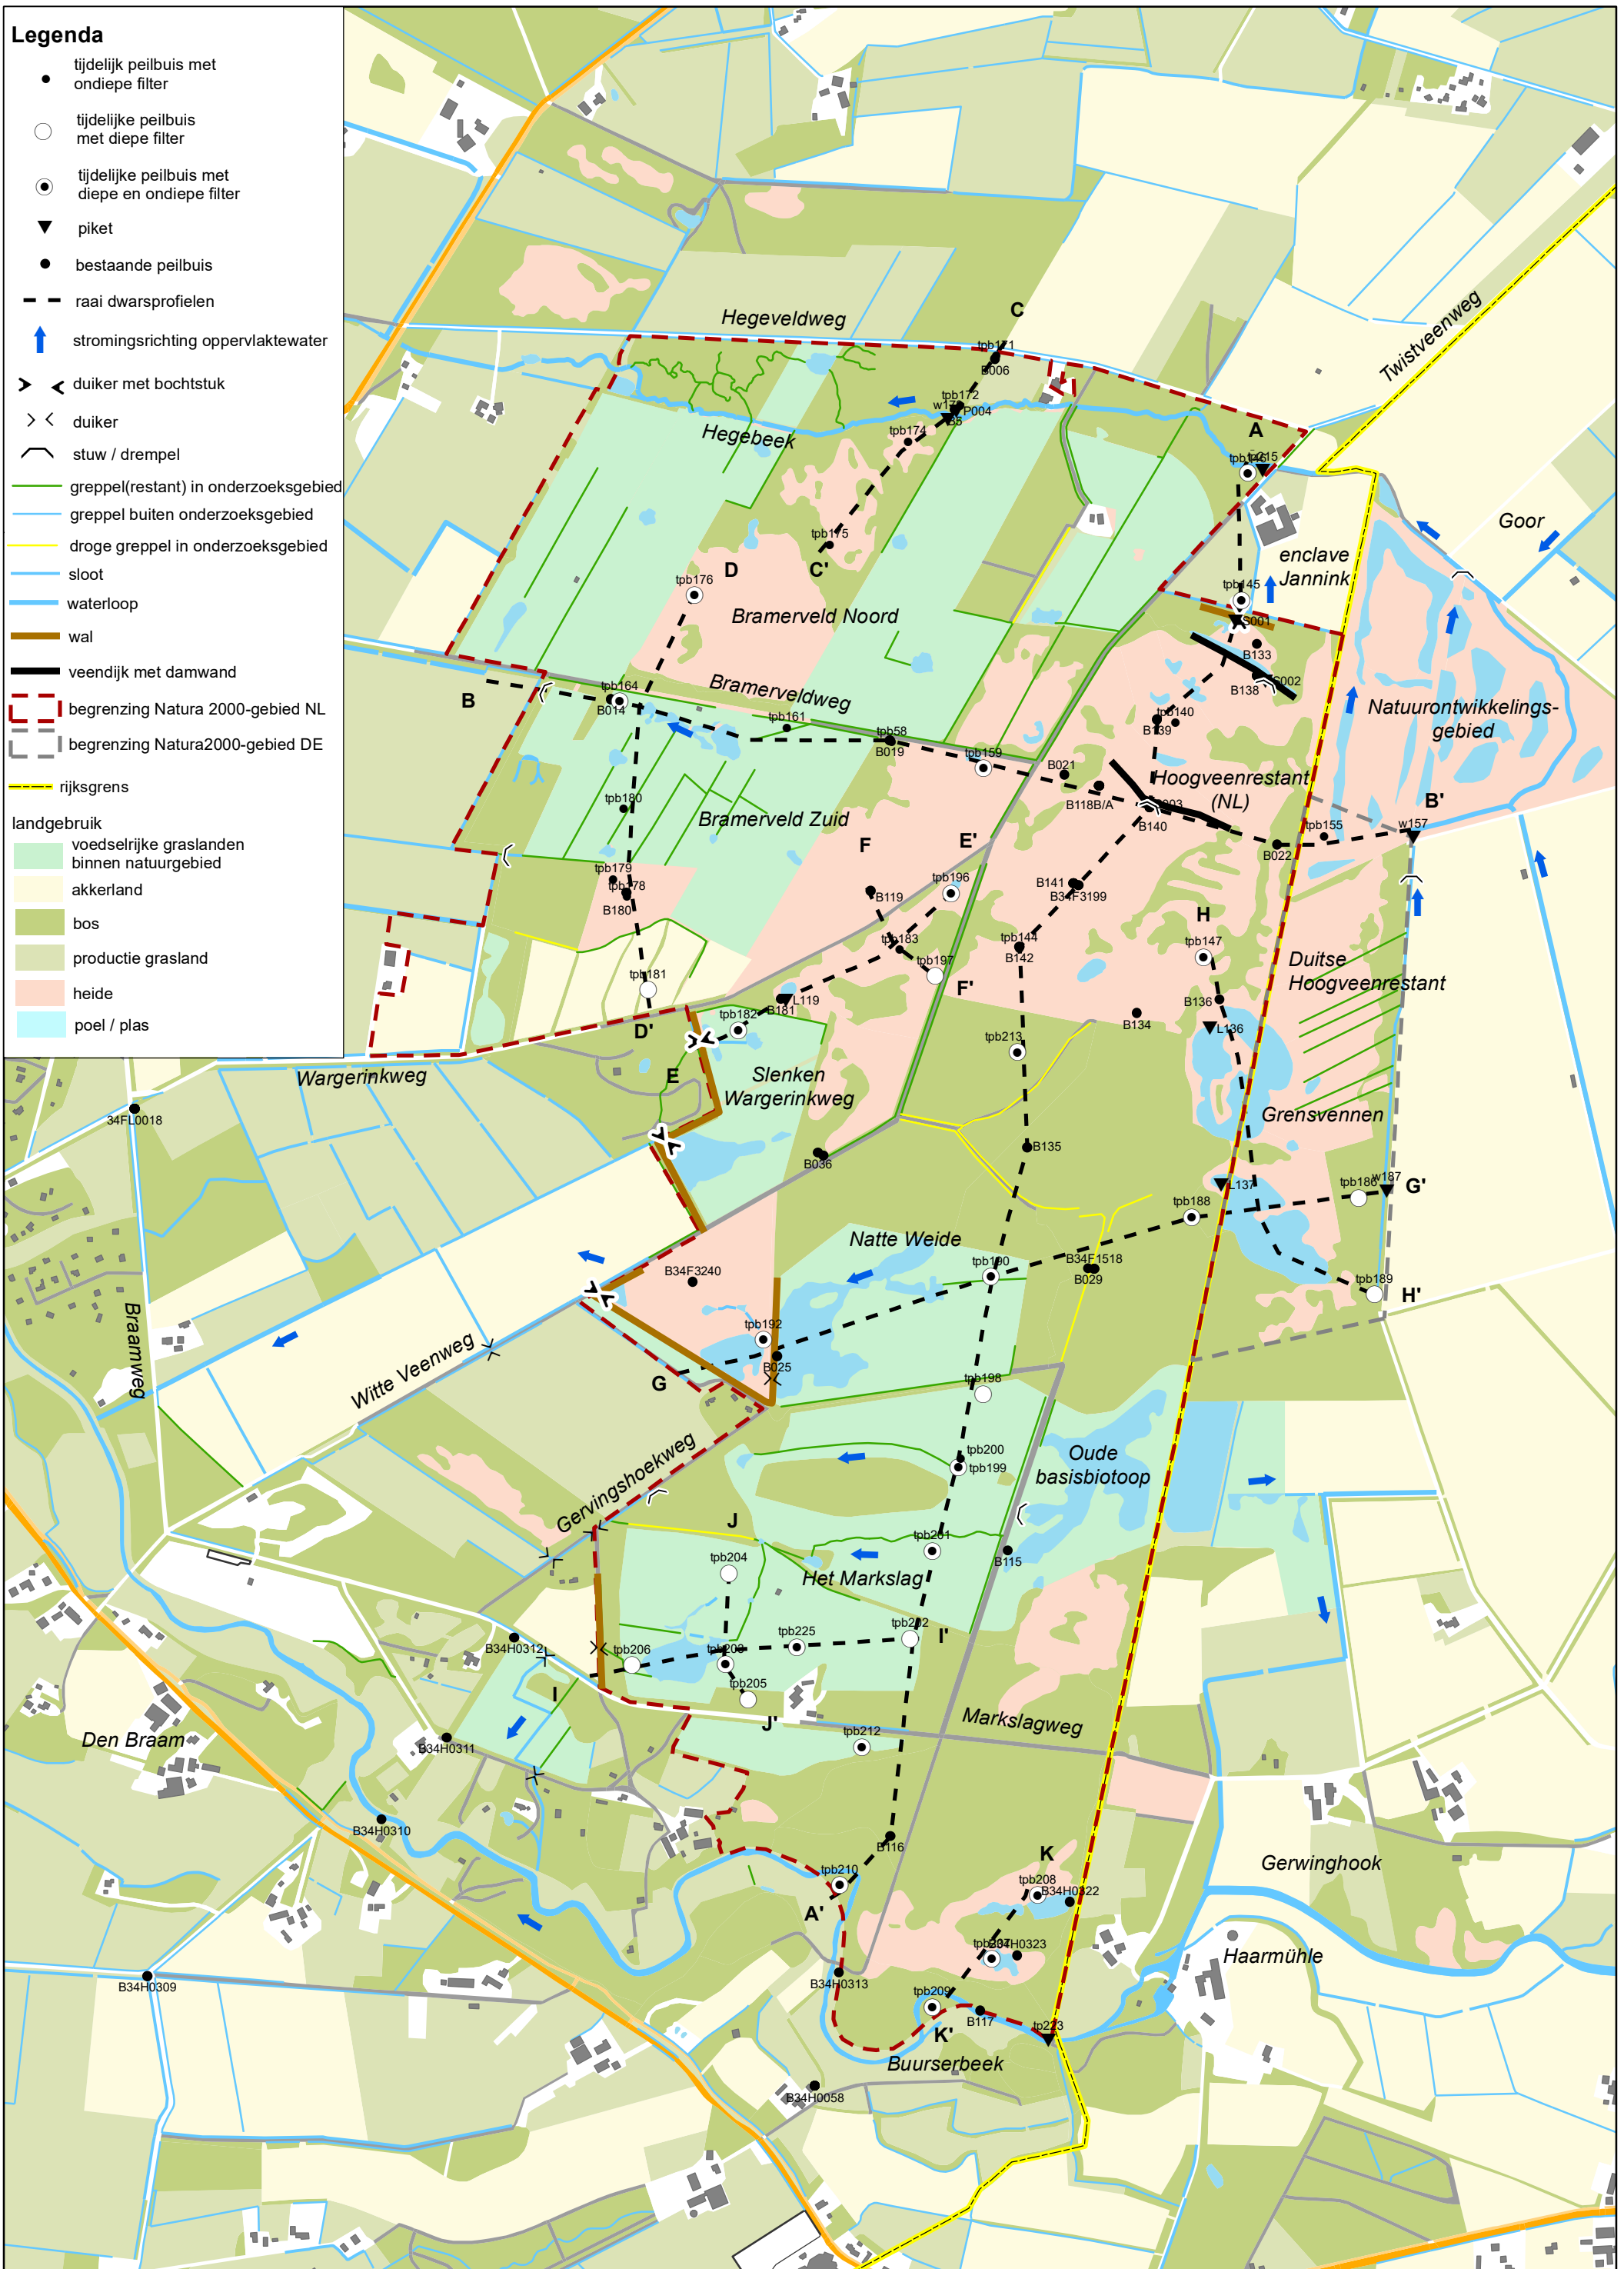 Legenda
tijdelijk peilbuis met
ondiepe filter
tijdelijke peilbuis
met diepe filter
tijdelijke peilbuis met
diepe en ondiepe filter
piket
bestaande peilbuis
raai dwarsprofielen
stromingsrichting oppervlaktewater
duiker met bochtstuk
duiker
stuw / drempel
greppel(restant) in onderzoeksgebied
greppel buiten onderzoeksgebied
droge greppel in onderzoeksgebied
sloot
waterloop
wal
veendijk met damwand
begrenzing Natura 2000-gebied NL
begrenzing Natura2000-gebied DE
rijksgrens
landgebruik
voedselrijke graslanden
binnen natuurgebied
akkerland
bos
productie grasland
heide
poel / plas
Hegeveldweg
C
tpb171
B006
Twistveenweg
tpb172
P004
Hegebeek
tpb174
A
Goor
enclave
Jannink
tpb175
C'
D
tpb176
tpb145
Bramerveld Noord
S001
B133
B138
S002
B
tpb164
B014
Bramerveldweg
tpb161
tpb58
B019
tpb140
B139
Natuurontwikkelings-
gebied
tpb159
B021
B118B/A
Hoogveenrestant
(NL)
B140
tpb180
Bramerveld Zuid
F
E'
B'
w157
tpb155
B022
tpb179
tpb178
B180
B119
tpb196
B141
B34F3199
H
tpb147
tpb183
tpb144
B142
tpb197
F'
Duitse
Hoogveenrestant
tpb181
D'
B181
L119
tpb182
B136
L136
B134
tpb213
E
Slenken
Wargerinkweg
Wargerinkweg
Grensvennen
34FL0018
B036
B135
L137
tpb186
w187
G'
tpb188
Natte Weide
B34F3240
tpb190
B34F1518
B029
tpb189
H'
Braamweg
tpb192
B025
Witte Veenweg
G
tpb198
Gervingshoekweg
tpb200
tpb199
Oude
basisbiotoop
J
tpb201
B115
tpb204
Het Markslag
B34H0312
tpb206
tpb203
tpb225
tpb202
I'
tpb205
I
J'
Markslagweg
tpb212
Den Braam
B34H0311
B34H0310
B116
Gerwinghook
K
tpb210
tpb208
B34H0322
A'
B34H0323
Haarmühle
B34H0309
B34H0313
tpb209
B117
K'
tp223
Buurserbeek
B34H0058